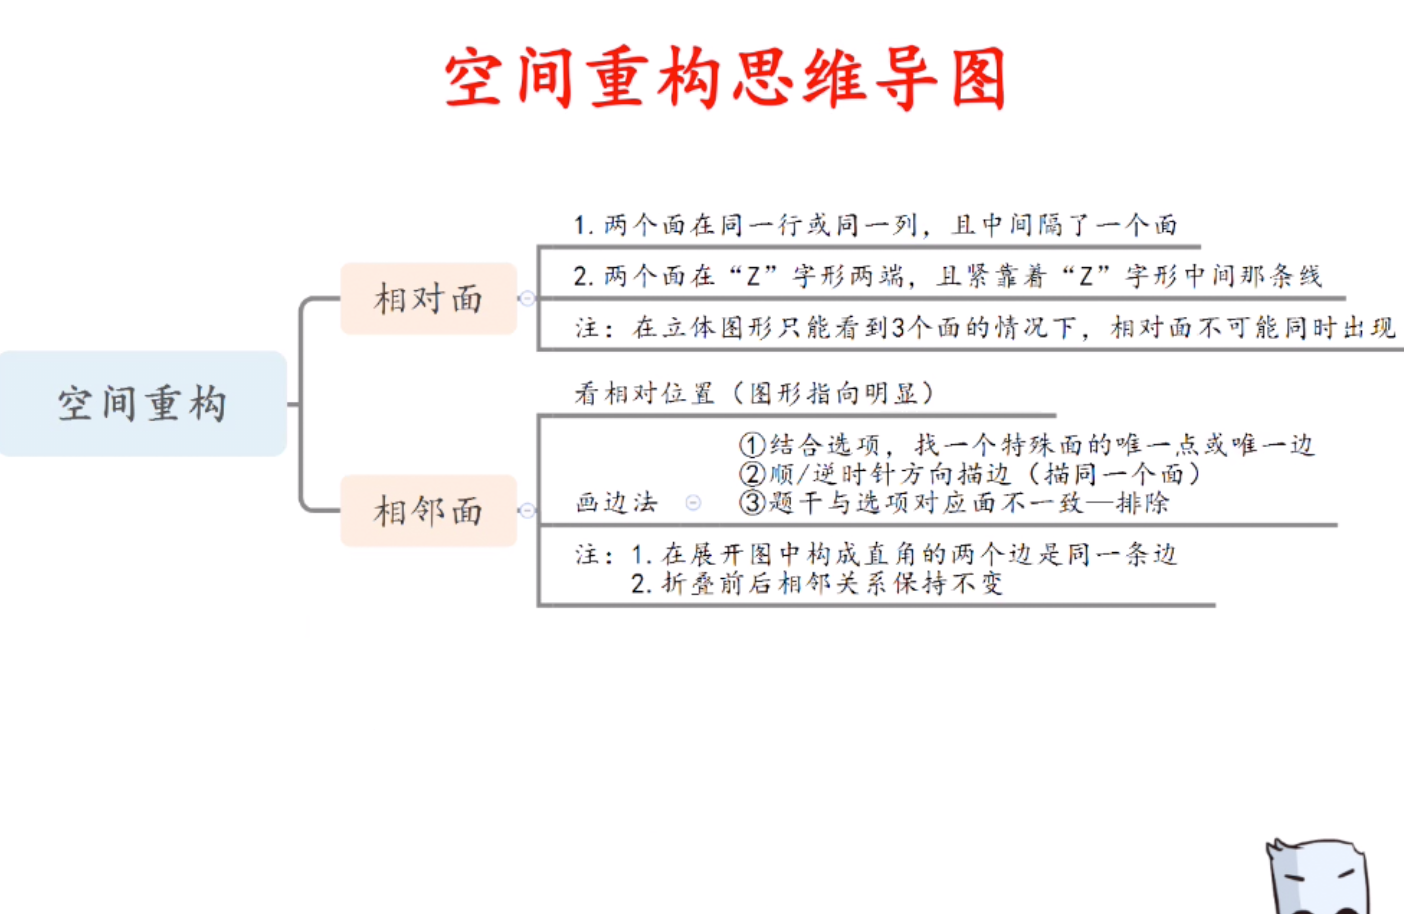 空间重构思维导图
1.两个面在同一行或同一列，且中间隔了一个面
2.两个面在“Z”字形两端，且紧靠着“Z”字形中间那条线
相对面
注：在立体图形只能看到3个面的情况下，相对面不可能同时出现
空间重构
看相对位置（图形指向明显）
①结合选项，找一个特殊面的唯一点或唯一边
②顺/逆时针方向描边（描同一个面）
相邻面
画边法
③题干与选项对应面不一致—排除
注：1.在展开图中构成直角的两个边是同一条边
2.折叠前后相邻关系保持不变